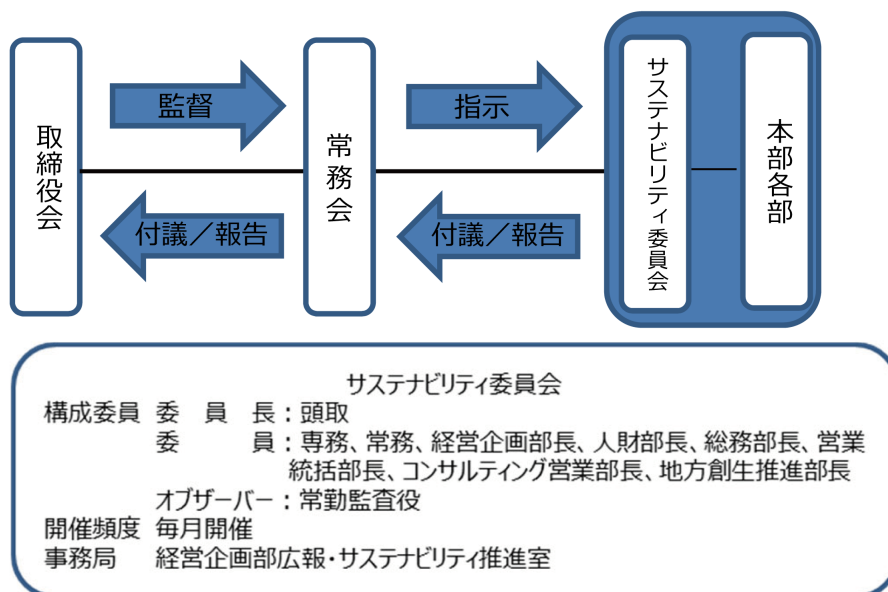 取締役会
監督
付議／報告
常務会
指示
付議／報告
サステナビリティ委員会
本部各部
サステナビリティ委員会
構成委員 委 員 長：頭取
委 員：専務、常務、経営企画部長、人財部長、総務部長、営業
統括部長、コンサルティング営業部長、地方創生推進部長
オブザーバー：常勤監査役
開催頻度 毎月開催
事務局 経営企画部広報・サステナビリティ推進室